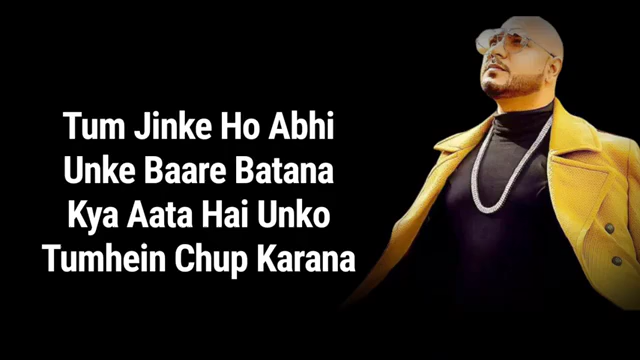 Tum Jinke Ho Abhi
Unke Baare Batana
Kya Aata Hai Unko
Tumhein Chup Karana